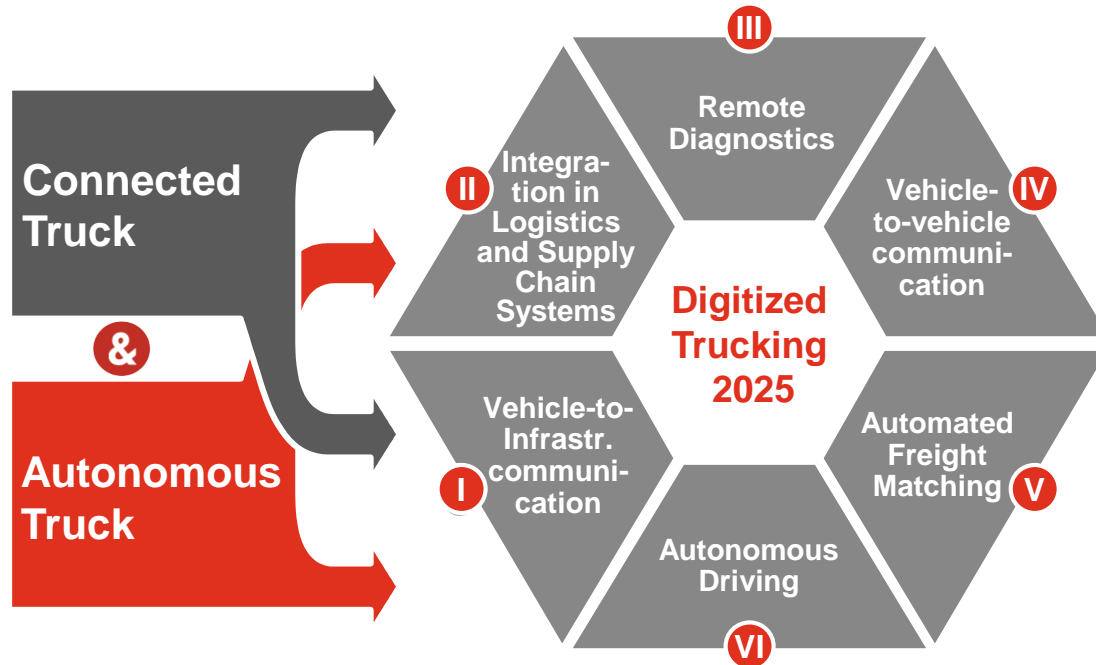 Connected
Truck
&
Autonomous
Truck
III
Remote
Diagnostics
II
Integra-
tion in
Logistics
and Supply
Chain
Systems
IV
Vehicle-
to-vehicle
communi-
cation
Digitized
Trucking
2025
I
Vehicle-to-
Infrastr.
communi-
cation
Automated
Freight
Matching
V
Autonomous
Driving
VI